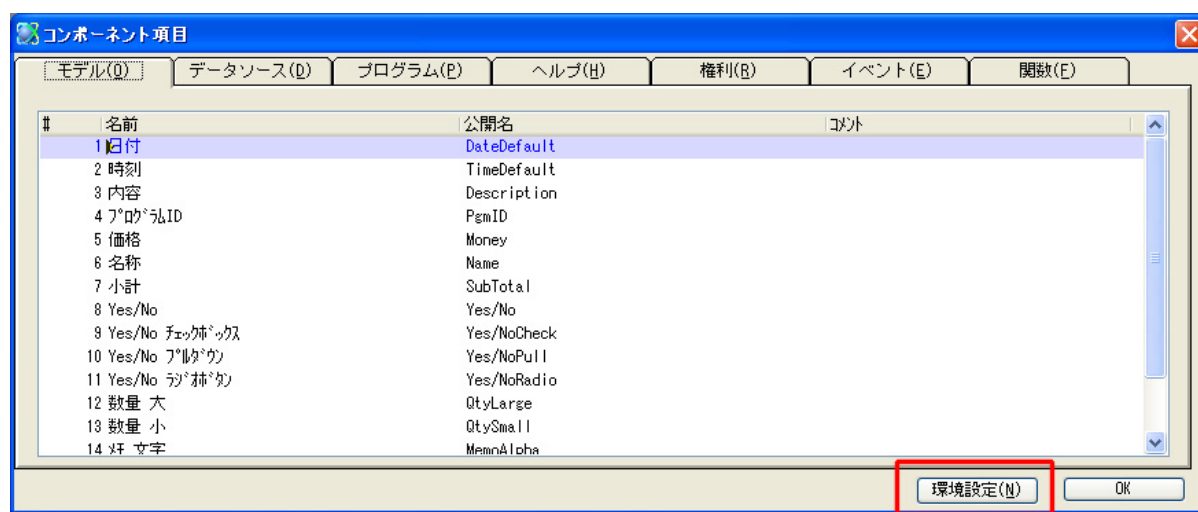 コンポーネント項目
モデル(O) データソース(D) プログラム(P) ヘルプ(H) 権利(R) イベント(E) 関数(F)
# 名前 公開名 コメント
1 日付 DateDefault
2 時刻 TimeDefault
3 内容 Description
4 プログラムID PgmID
5 価格 Money
6 名称 Name
7 小計 SubTotal
8 Yes/No Yes/No
9 Yes/No チェックボックス Yes/NoCheck
10 Yes/No プルダウン Yes/NoPull
11 Yes/No ラジオボタン Yes/NoRadio
12 数量 大 QtyLarge
13 数量 小 QtySmall
14 メモ 文字 MemoAlpha
環境設定(N) OK